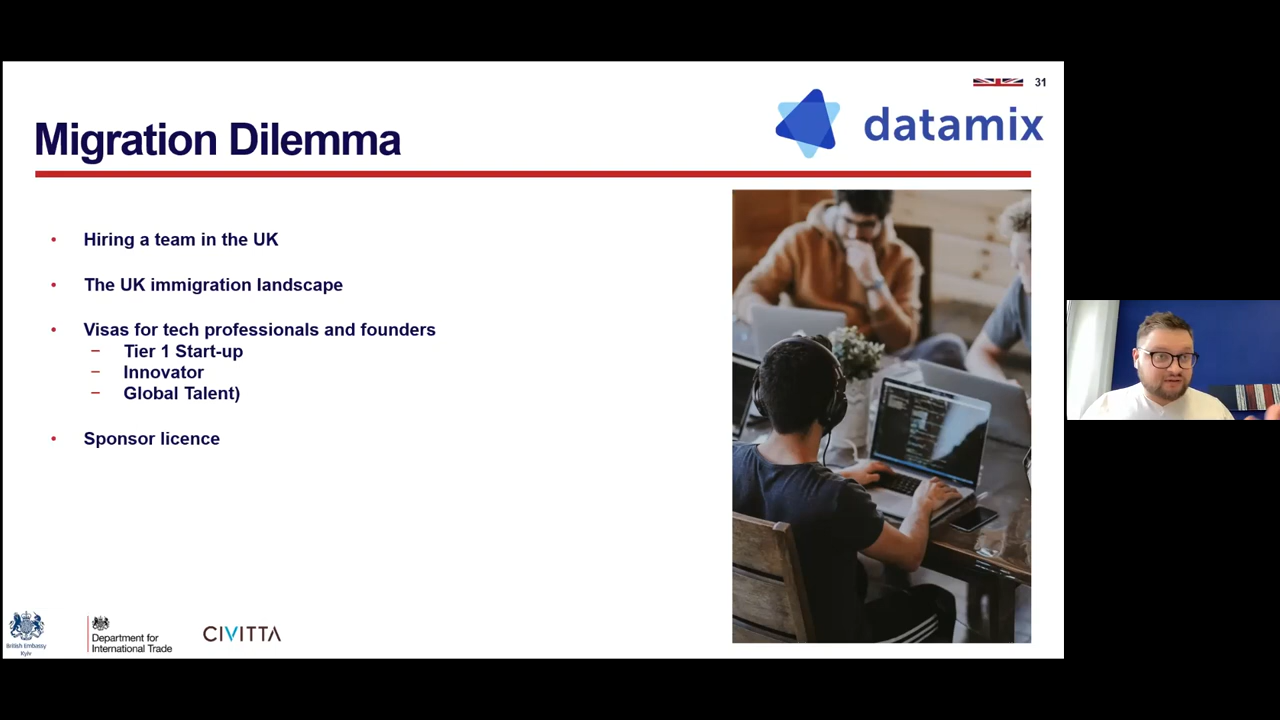 31
datamix
Migration Dilemma
• Hiring a team in the UK
• The UK immigration landscape
• Visas for tech professionals and founders
− Tier 1 Start-up
− Innovator
− Global Talent)
• Sponsor licence
British Embassy
Kyiv
Department for
International Trade
CIVITTA